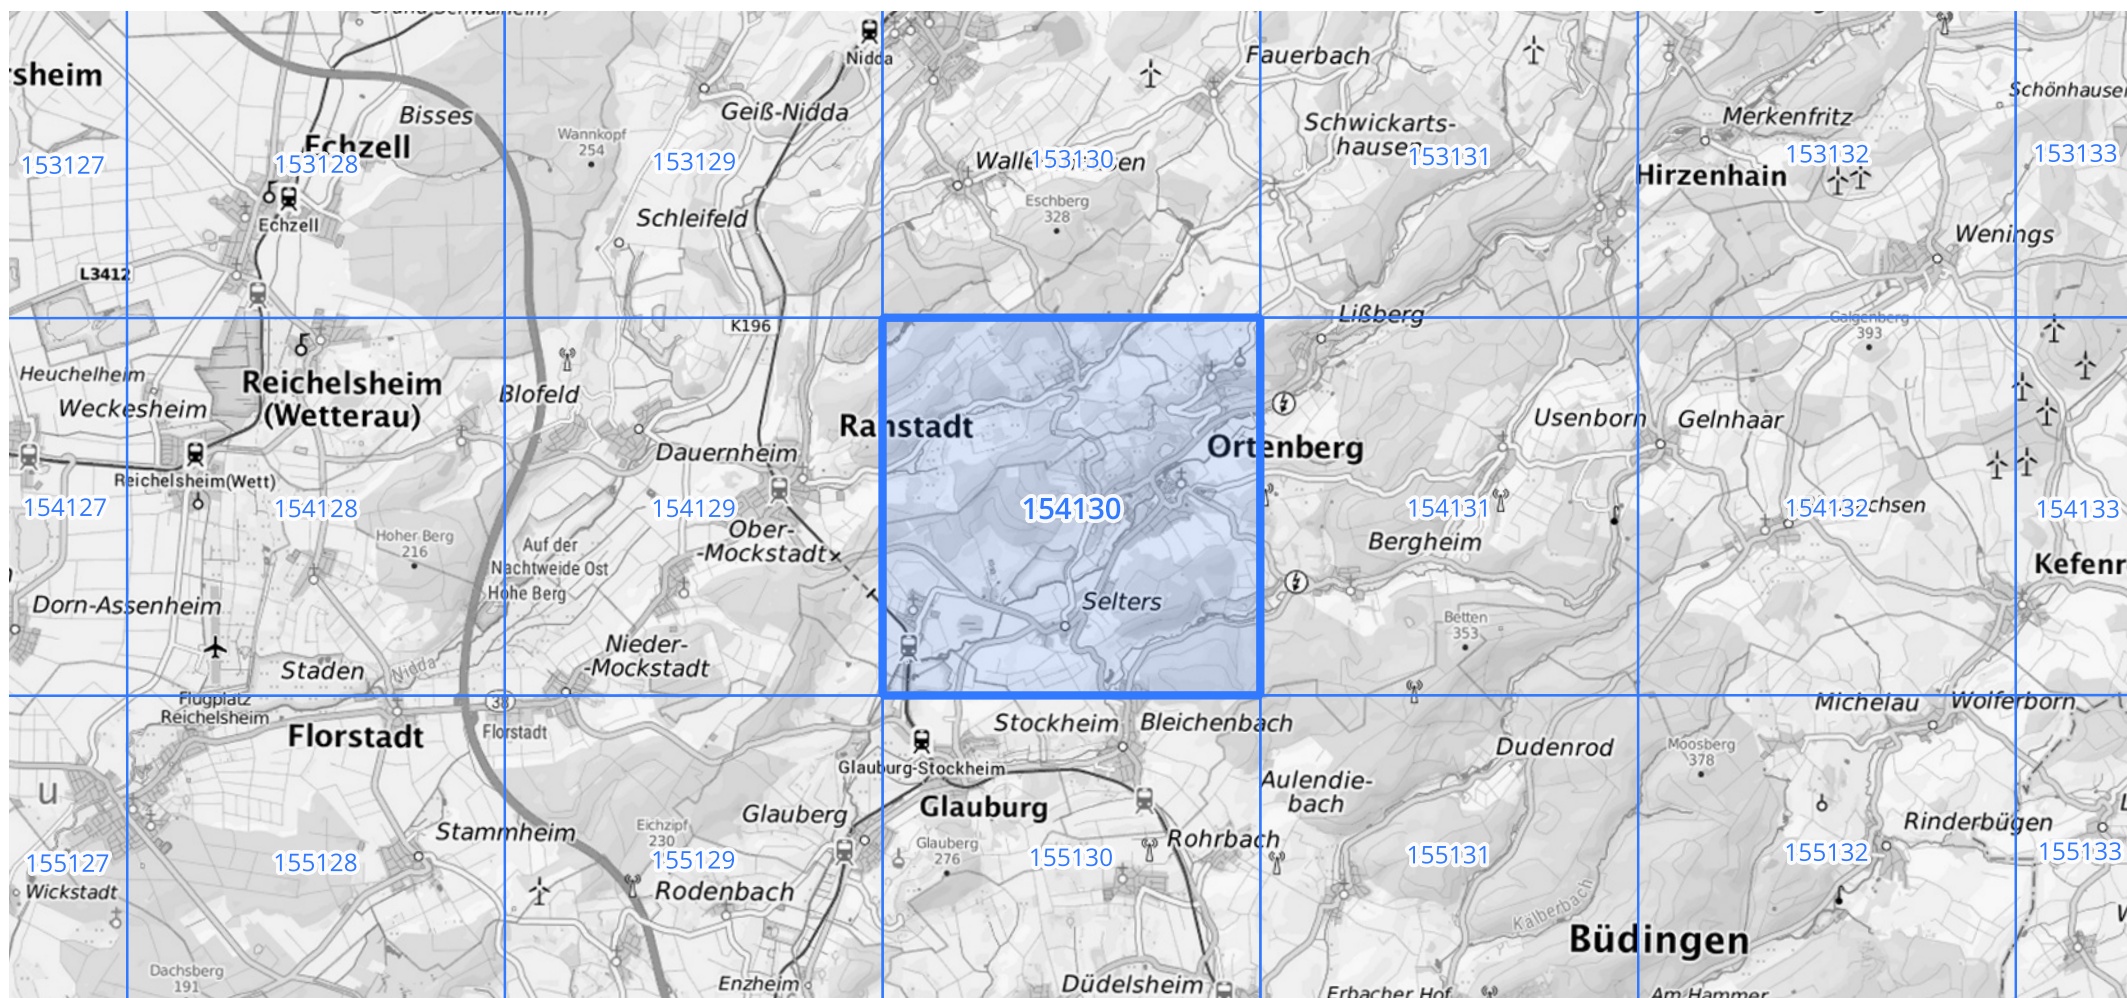 Nidda
rsheim
Fauerbach
Bisses
Geiß-Nidda
Schönhausen
Echzell
Wannkopf
254
Schwickarts-
hausen
Merkenfritz
153127
153128
153129
153130
153131
153132
153133
Hirzenhain
Echzell
Schleifeld
Eschberg
328
Wenings
L3412
K196
Lißberg
Galgenberg
393
Heuchelheim
Weckesheim
Reichelsheim
(Wetterau)
Blofeld
Ranstadt
Ortenberg
Usenborn
Gelnhaar
Dauernheim
Reichelsheim(Wett)
154127
154128
154129
154130
154131
154132
154133
chsen
Hoher Berg
216
Auf der
Nachtweide Ost
Hohe Berg
Ober-
-Mockstadt
Bergheim
Kefenr
Dorn-Assenheim
Selters
Betten
353
Nieder-
-Mockstadt
Staden
Nidda
Flugplatz
Reichelsheim
38
Florstadt
Florstadt
Stockheim
Bleichenbach
Michelau
Wolferborn
Dudenrod
Moosberg
378
Glauburg-Stockheim
Aulendie-
bach
u
Glauburg
Glauberg
Stammheim
Eichzipf
230
Glauberg
276
Rohrbach
Rinderbügen
155127
155128
155129
155130
155131
155132
155133
Wickstadt
Rodenbach
Kälberbach
Büdingen
Dachsberg
191
Enzheim
Düdelsheim
Erbacher Hof
Am Hammer